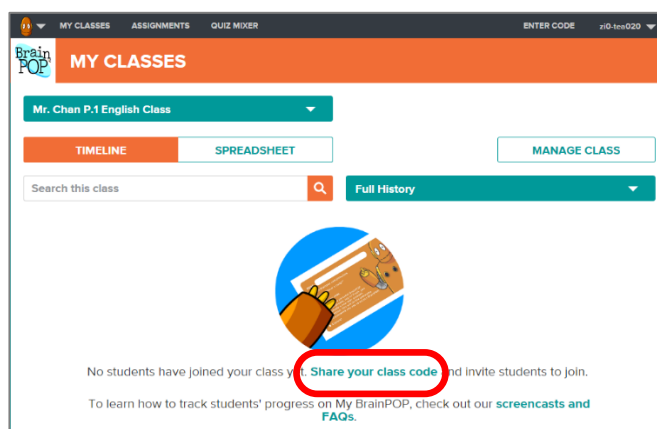 MY CLASSES ASSIGNMENTS QUIZ MIXER ENTER CODE zi0-tea020
Brain POP
MY CLASSES
Mr. Chan P.1 English Class
TIMELINE SPREADSHEET MANAGE CLASS
Search this class Full History
No students have joined your class yet. Share your class code and invite students to join.
To learn how to track students' progress on My BrainPOP, check out our screencasts and
FAQs.